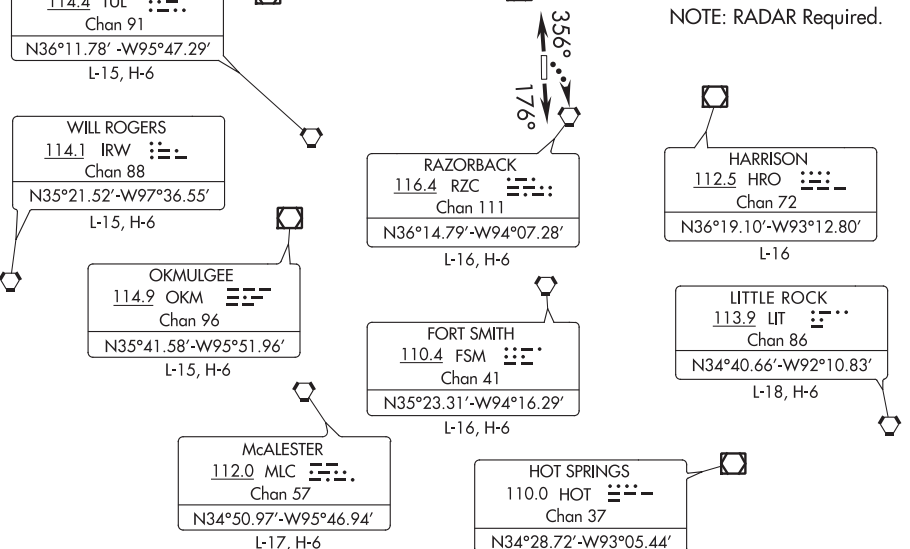 114.4 TUL
Chan 91
N36°11.78′ -W95°47.29′
L-15, H-6
356°
176°
NOTE: RADAR Required.
WILL ROGERS
114.1 IRW
Chan 88
N35°21.52′-W97°36.55′
L-15, H-6
RAZORBACK
116.4 RZC
Chan 111
N36°14.79′-W94°07.28′
L-16, H-6
HARRISON
112.5 HRO
Chan 72
N36°19.10′-W93°12.80′
L-16
OKMULGEE
114.9 OKM
Chan 96
N35°41.58′-W95°51.96′
L-15, H-6
FORT SMITH
110.4 FSM
Chan 41
N35°23.31′-W94°16.29′
L-16, H-6
LITTLE ROCK
113.9 LIT
Chan 86
N34°40.66′-W92°10.83′
L-18, H-6
McALESTER
112.0 MLC
Chan 57
N34°50.97′-W95°46.94′
L-17, H-6
HOT SPRINGS
110.0 HOT
Chan 37
N34°28.72′-W93°05.44′